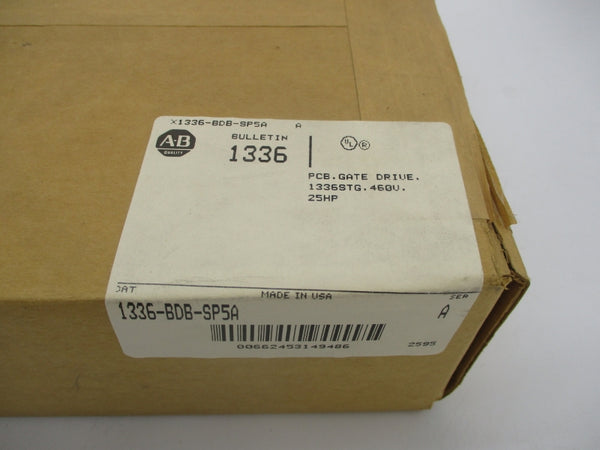 X1336-BDB-SP5A A
A-B
QUALITY
BULLETIN
1336
UL R
PCB.GATE DRIVE.
1336STG.460V.
25HP
CAT
MADE IN USA
SER
1336-BDB-SP5A
A
00662453149486
2595